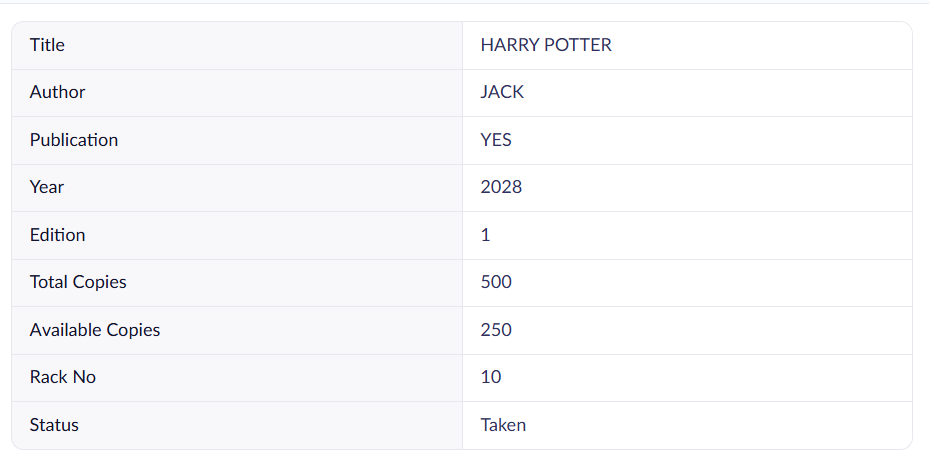 Title HARRY POTTER
Author JACK
Publication YES
Year 2028
Edition 1
Total Copies 500
Available Copies 250
Rack No 10
Status Taken